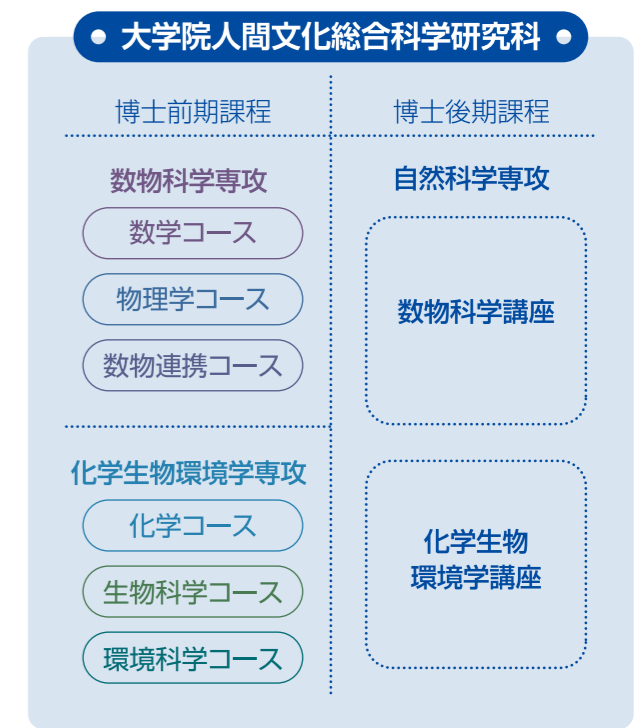 大学院人間文化総合科学研究科
博士前期課程
数物科学専攻
数学コース
物理学コース
数物連携コース
化学生物環境学専攻
化学コース
生物科学コース
環境科学コース
博士後期課程
自然科学専攻
数物科学講座
化学生物
環境学講座